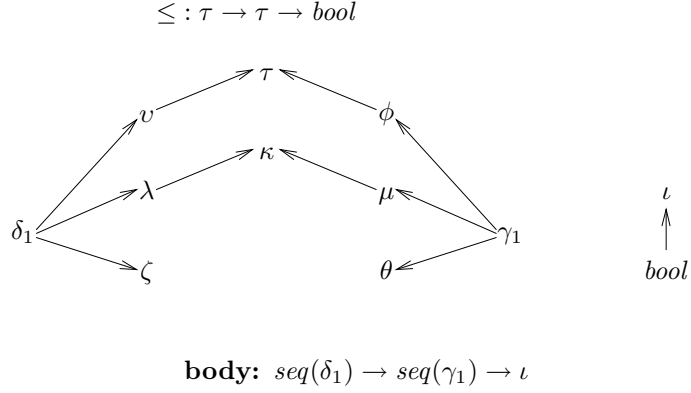 ≤ : τ → τ → bool
τ
υ ϕ
κ
λ μ ι
δ₁ γ₁
ζ θ bool
body: seq(δ₁) → seq(γ₁) → ι